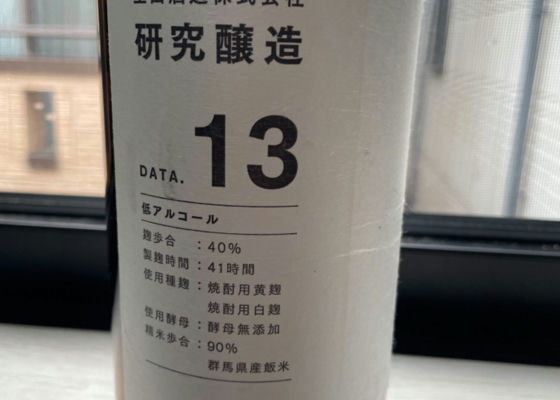 研究醸造
DATA. 13
低アルコール
麹歩合 : 40%
製麹時間 : 41時間
使用種麹 : 焼酎用黄麹
焼酎用白麹
使用酵母 : 酵母無添加
精米歩合 : 90%
群馬県産飯米